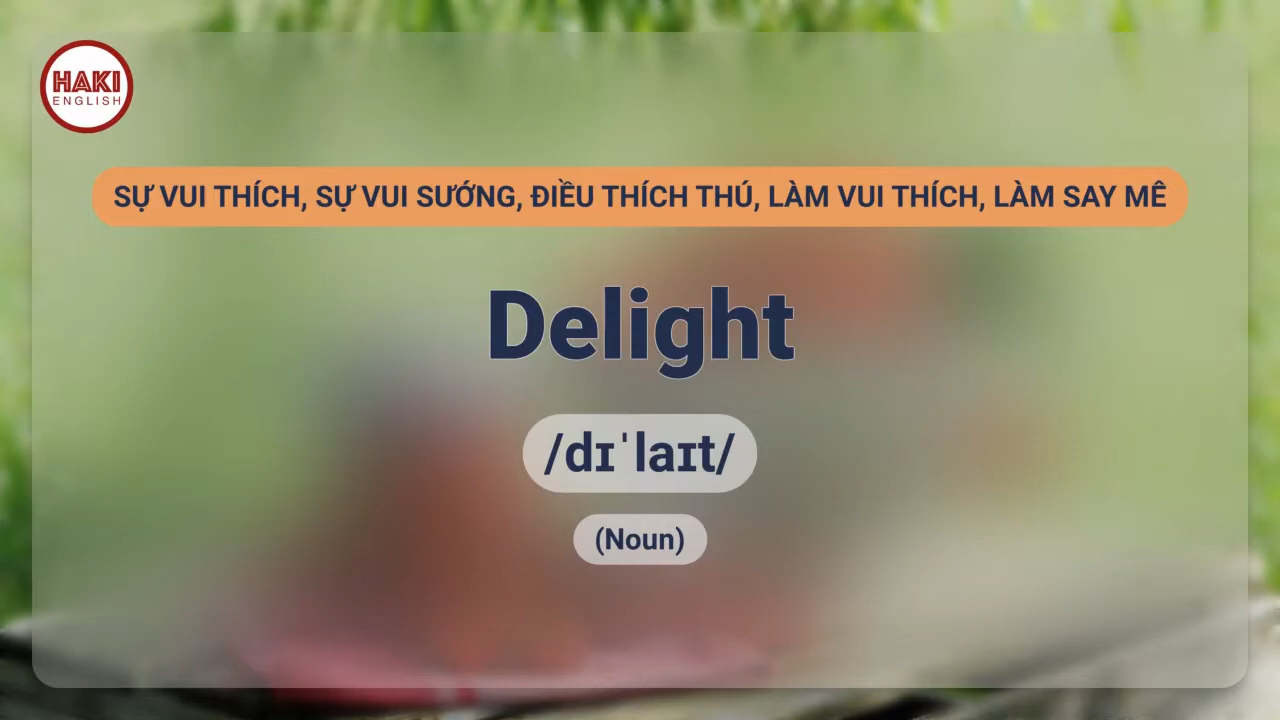 HAKI
ENGLISH
SỰ VUI THÍCH, SỰ VUI SƯỚNG, ĐIỀU THÍCH THÚ, LÀM VUI THÍCH, LÀM SAY MÊ
Delight
/dɪˈlaɪt/
(Noun)